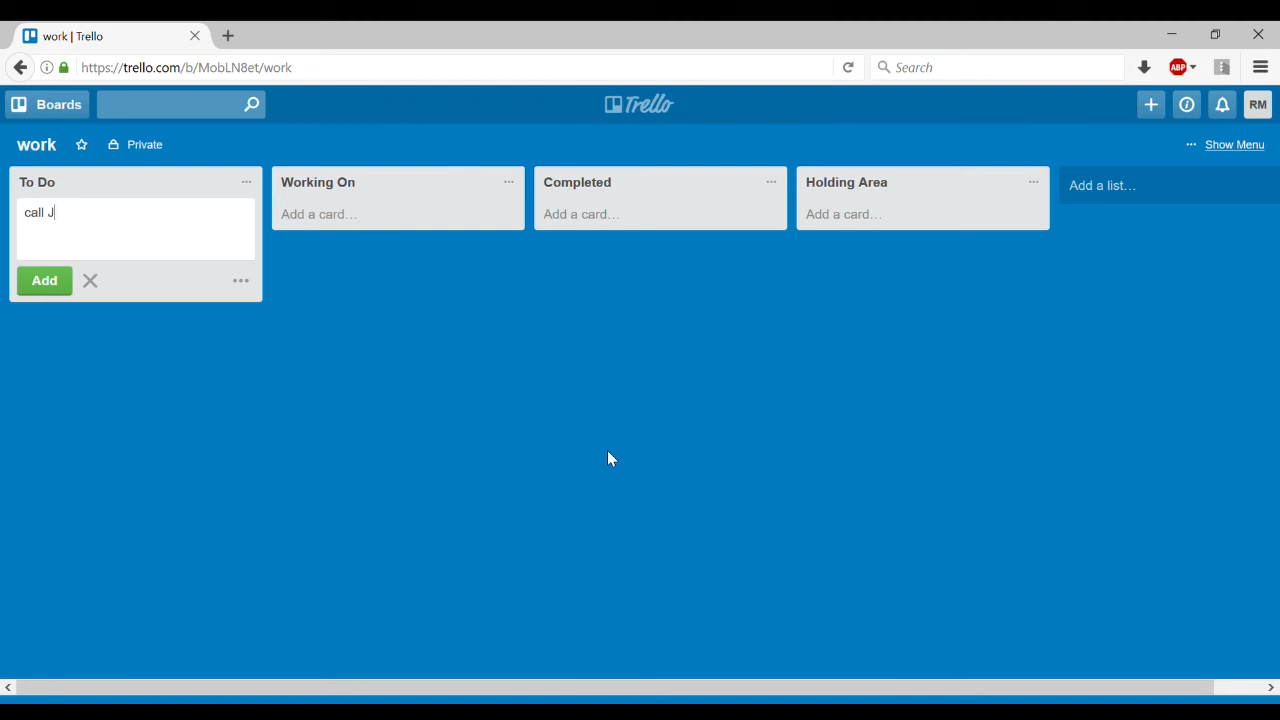 work | Trello
https://trello.com/b/MobLN8et/work
Search
ABP
Boards
Trello
RM
work
Private
... Show Menu
To Do ...
Working On ...
Completed ...
Holding Area ...
Add a list...
call J
Add a card...
Add a card...
Add a card...
Add
...